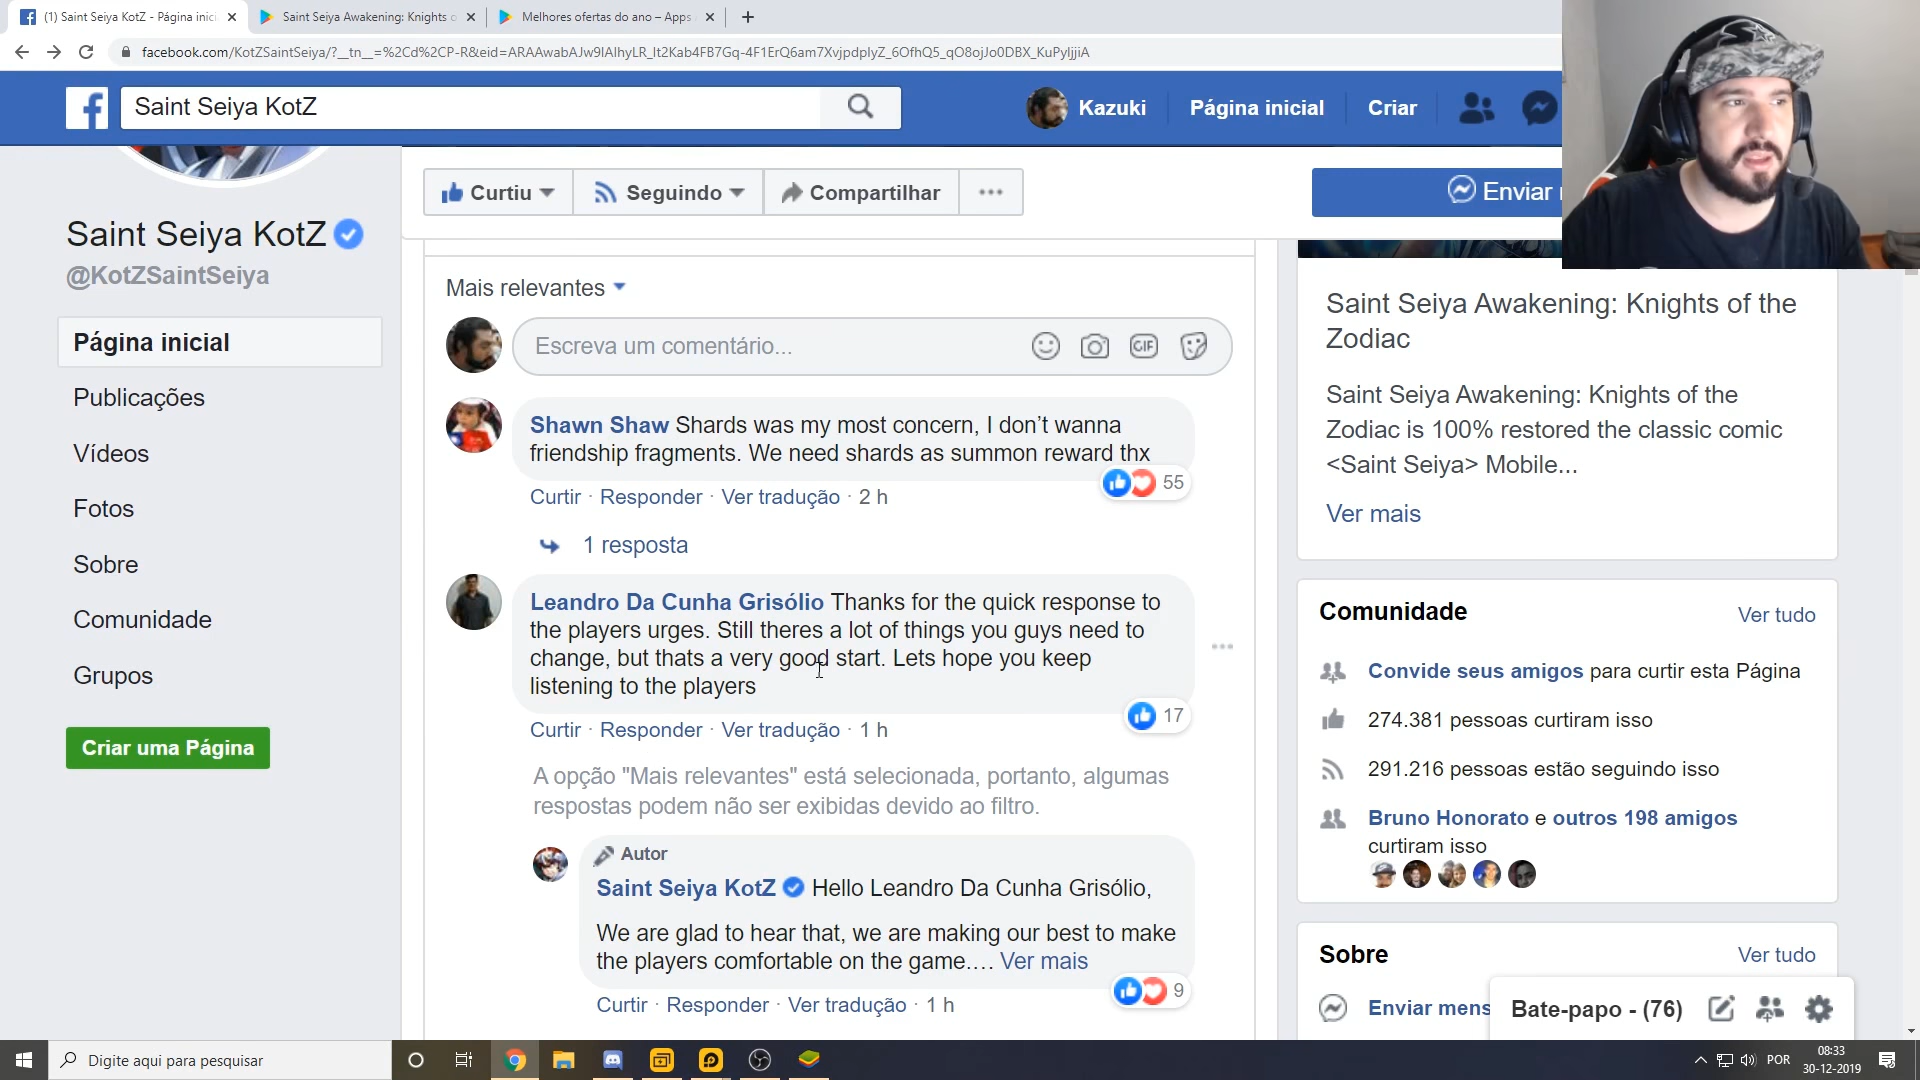 (1) Saint Seiya KotZ - Página inic
Saint Seiya Awakening: Knights o
Melhores ofertas do ano – Apps
facebook.com/KotZSaintSeiya/?__tn__=%2Cd%2CP-R&eid=
Saint Seiya KotZ
Kazuki
Página inicial
Criar
Curtiu
Seguindo
Compartilhar
Enviar
Saint Seiya KotZ
@KotZSaintSeiya
Página inicial
Publicações
Vídeos
Fotos
Sobre
Comunidade
Grupos
Criar uma Página
Mais relevantes
Escreva um comentário...
GIF
Shawn Shaw Shards was my most concern, I don’t wanna
friendship fragments. We need shards as summon reward thx
55
Curtir · Responder · Ver tradução · 2 h
1 resposta
Leandro Da Cunha Grisólio Thanks for the quick response to
the players urges. Still theres a lot of things you guys need to
change, but thats a very good start. Lets hope you keep
listening to the players
17
Curtir · Responder · Ver tradução · 1 h
A opção "Mais relevantes" está selecionada, portanto, algumas
respostas podem não ser exibidas devido ao filtro.
Autor
Saint Seiya KotZ Hello Leandro Da Cunha Grisólio,
We are glad to hear that, we are making our best to make
the players comfortable on the game.... Ver mais
9
Curtir · Responder · Ver tradução · 1 h
Saint Seiya Awakening: Knights of the
Zodiac
Saint Seiya Awakening: Knights of the
Zodiac is 100% restored the classic comic
<Saint Seiya> Mobile...
Ver mais
Comunidade
Ver tudo
Convide seus amigos para curtir esta Página
274.381 pessoas curtiram isso
291.216 pessoas estão seguindo isso
Bruno Honorato e outros 198 amigos
curtiram isso
Sobre
Ver tudo
Enviar mens
Bate-papo - (76)
Digite aqui para pesquisar
POR
08:33
30-12-2019